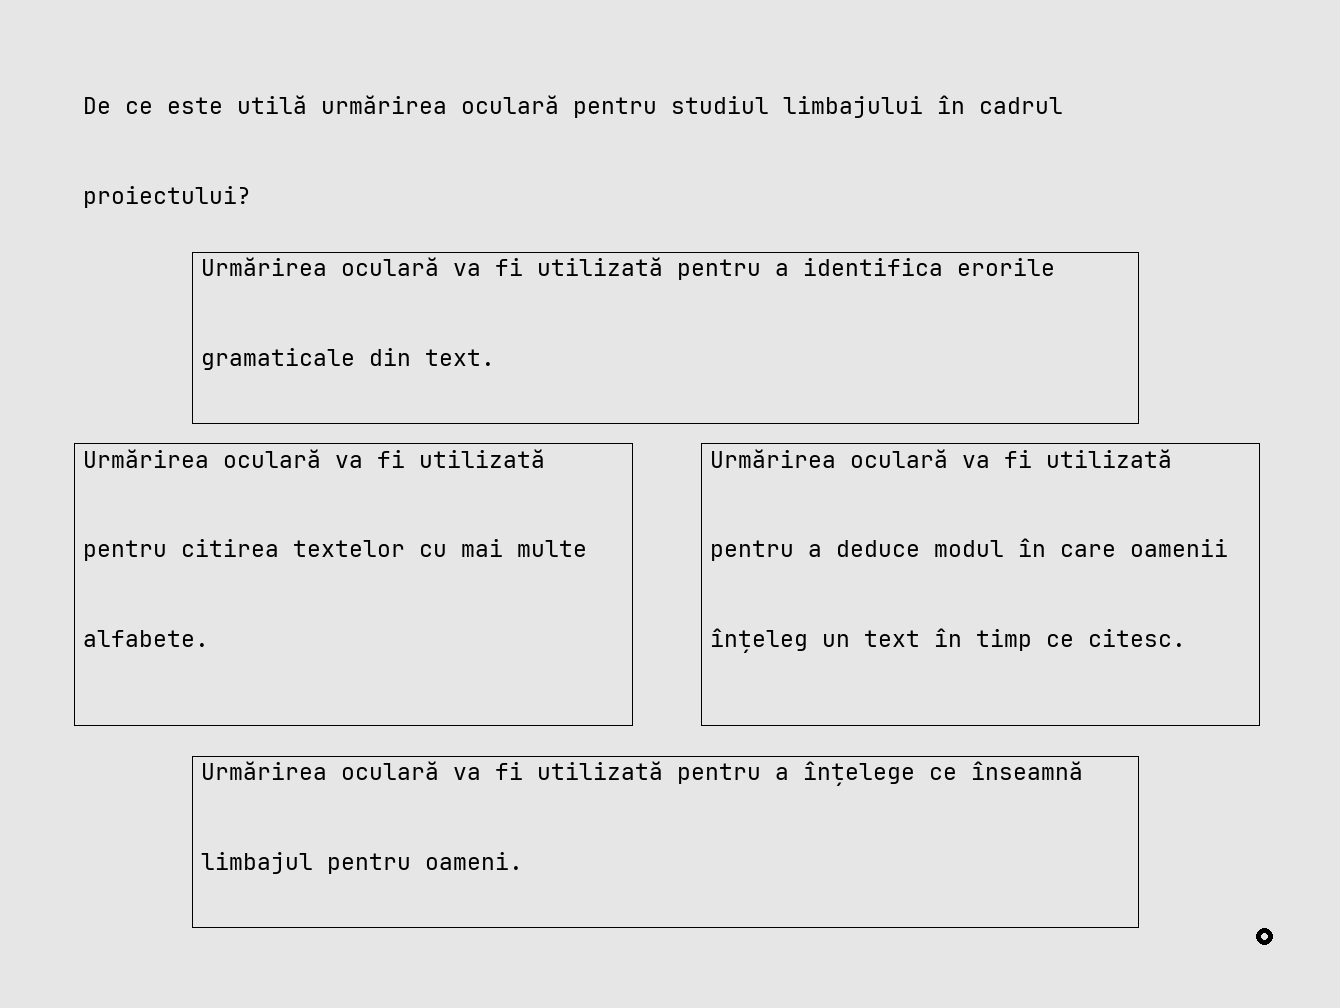 De ce este utilă urmărirea oculară pentru studiul limbajului în cadrul
proiectului?
Urmărirea oculară va fi utilizată pentru a identifica erorile
gramaticale din text.
Urmărirea oculară va fi utilizată
pentru citirea textelor cu mai multe
alfabete.
Urmărirea oculară va fi utilizată
pentru a deduce modul în care oamenii
înțeleg un text în timp ce citesc.
Urmărirea oculară va fi utilizată pentru a înțelege ce înseamnă
limbajul pentru oameni.